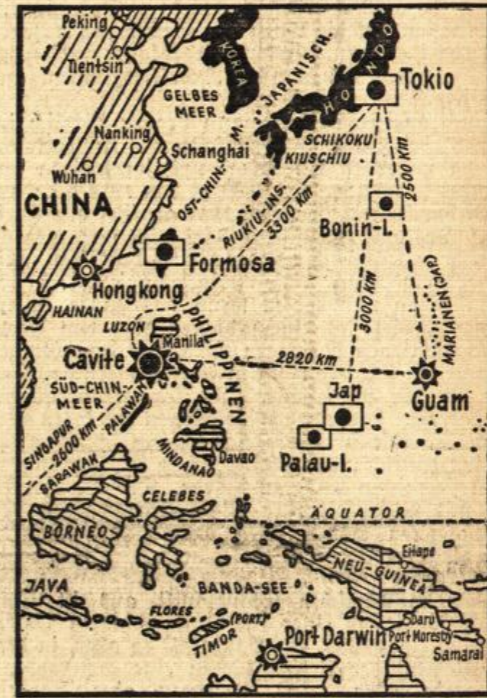 Peking
Tientsin
KOREA
GELBES
MEER
JAPANISCH.
M.
HONDO
Tokio
Nanking
Schanghai
Wuhan
CHINA
OST-CHIN.
SCHIKOKU
KIUSCHIU
RIUKIU-INS.
3300 Km
2500 Km
Bonin-I.
3000 Km
Formosa
Hongkong
HAINAN
MARIANEN (JAP.)
LUZON
Manila
PHILIPPINEN
Cavite
2820 Km
Guam
SÜD-CHIN.
MEER
PALAWAN
Jap
SINGAPUR
2600 Km
Davao
MINDANAO
Palau-I.
SARAWAK
CELEBES
ÄQUATOR
BORNEO
Eitape
NEU-GUINEA
JAVA
BANDA-SEE
FLORES
(PORT.)
TIMOR
Daru
Port Moresby
Port Darwin
Samarai